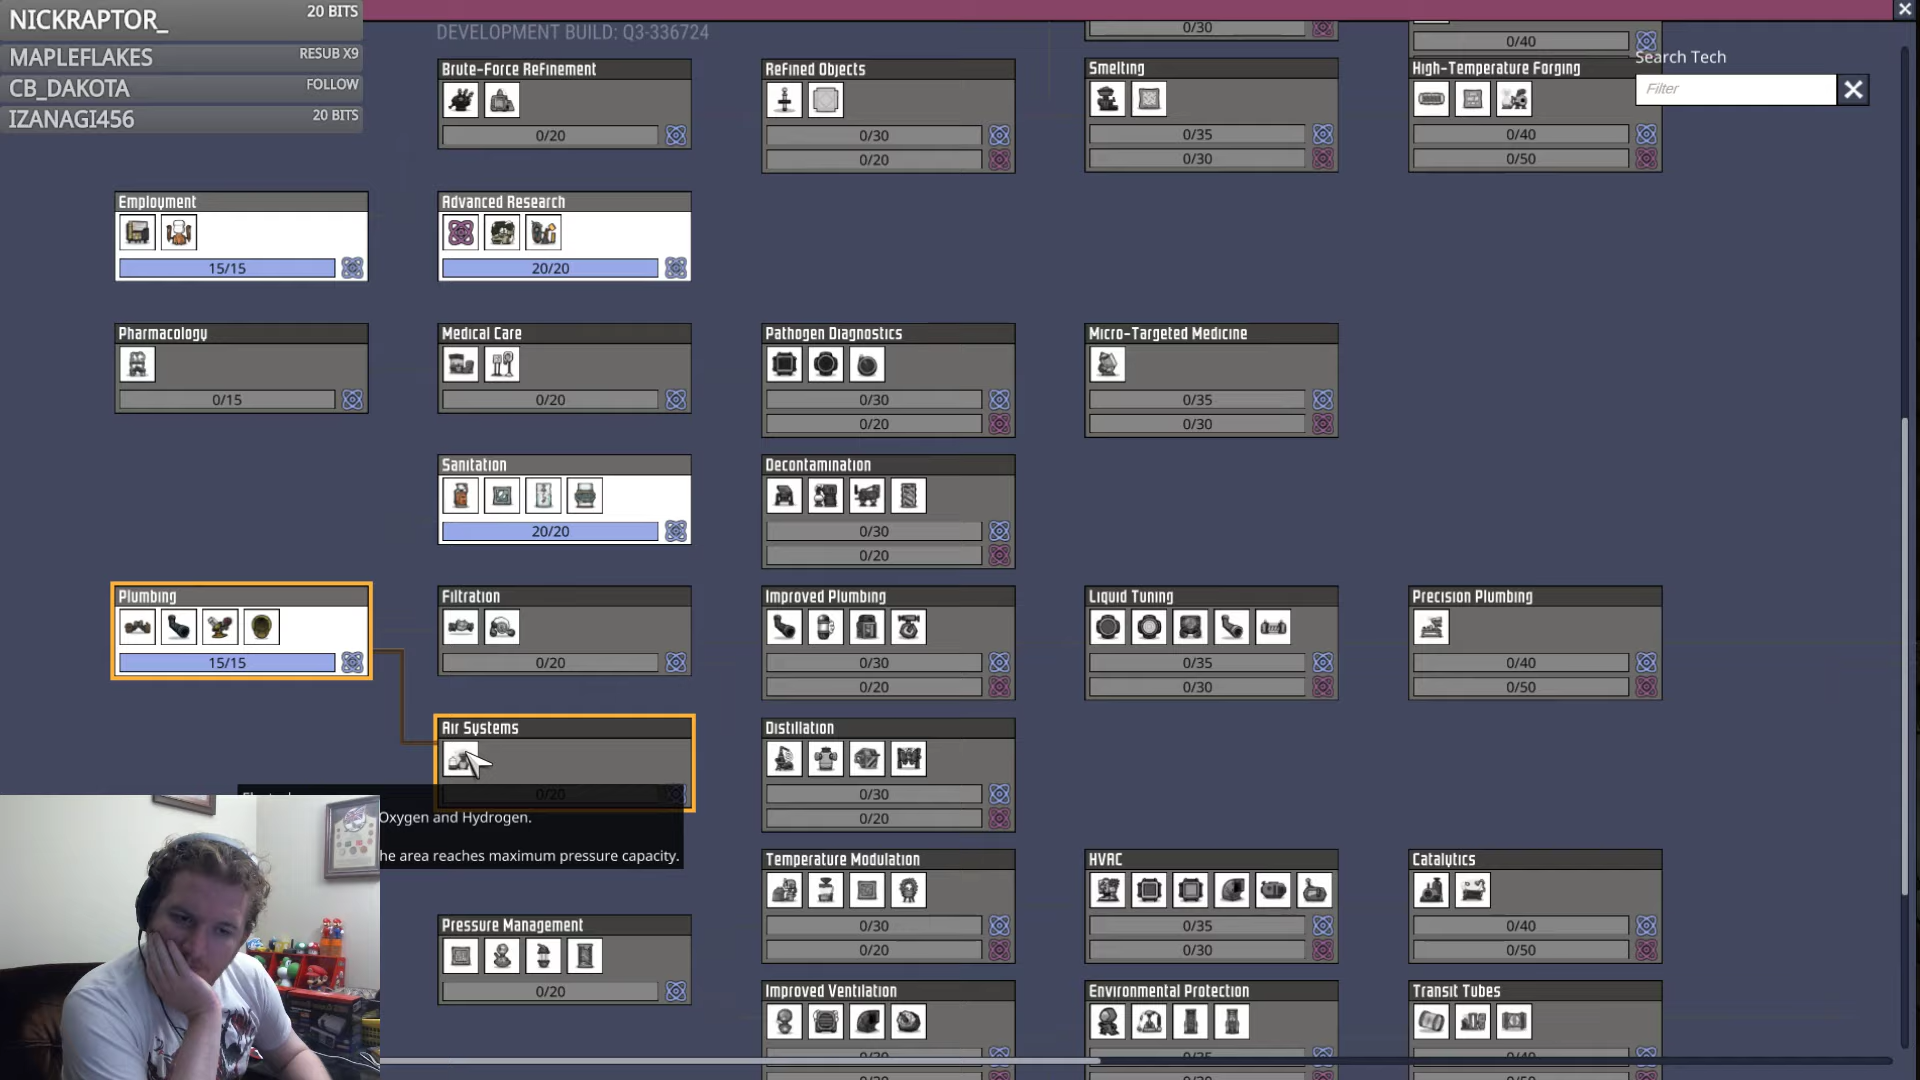 NICKRAPTOR_ 20 BITS
MAPLEFLAKES RESUB X9
CB_DAKOTA FOLLOW
IZANAGI456 20 BITS
DEVELOPMENT BUILD: Q3-336724
0/30
0/40
Search Tech
Filter
Brute-Force Refinement
0/20
Refined Objects
0/30
0/20
Smelting
0/35
0/30
High-Temperature Forging
0/40
0/50
Employment
15/15
Advanced Research
20/20
Pharmacology
0/15
Medical Care
0/20
Pathogen Diagnostics
0/30
0/20
Micro-Targeted Medicine
0/35
0/30
Sanitation
20/20
Decontamination
0/30
0/20
Plumbing
15/15
Filtration
0/20
Improved Plumbing
0/30
0/20
Liquid Tuning
0/35
0/30
Precision Plumbing
0/40
0/50
Air Systems
0/20
Oxygen and Hydrogen.
he area reaches maximum pressure capacity.
Distillation
0/30
0/20
Temperature Modulation
0/30
0/20
HVAC
0/35
0/30
Catalytics
0/40
0/50
Pressure Management
0/20
Improved Ventilation
Environmental Protection
Transit Tubes